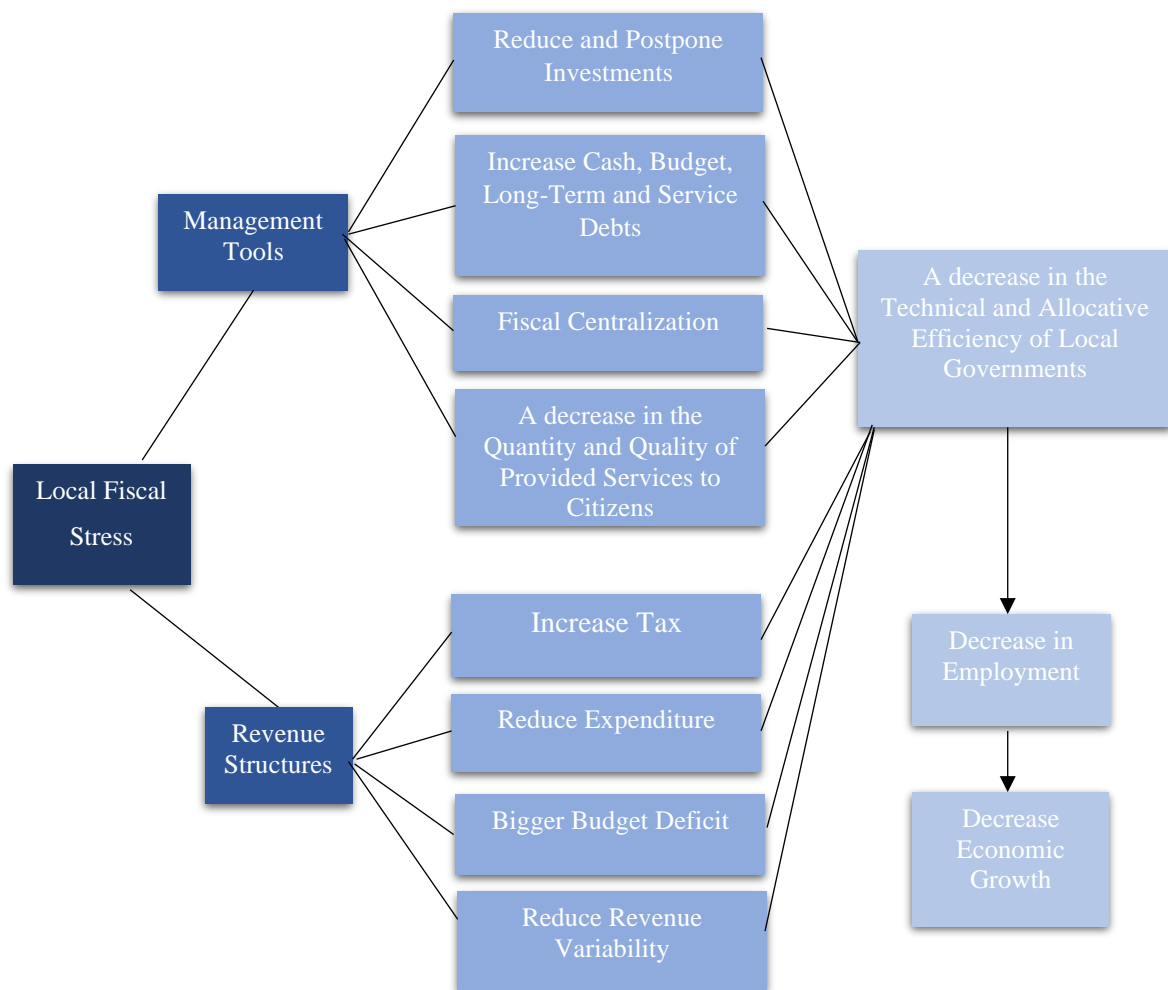 Reduce and Postpone
Investments
Increase Cash, Budget,
Long-Term and Service
Debts
Management
Tools
A decrease in the
Technical and Allocative
Efficiency of Local
Governments
Fiscal Centralization
A decrease in the
Quantity and Quality of
Provided Services to
Citizens
Local Fiscal
Stress
Increase Tax
Decrease in
Employment
Reduce Expenditure
Revenue
Structures
Bigger Budget Deficit
Decrease
Economic
Growth
Reduce Revenue
Variability